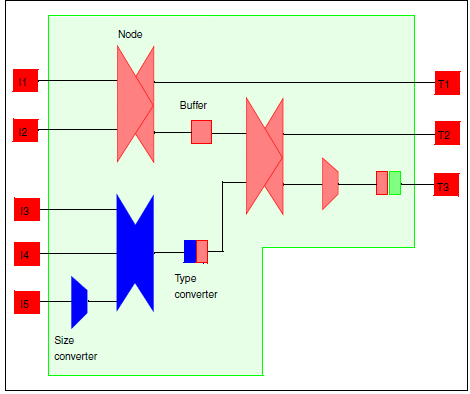 Node
I1
T1
Buffer
I2
T2
T3
I3
I4
Type
converter
I5
Size
converter